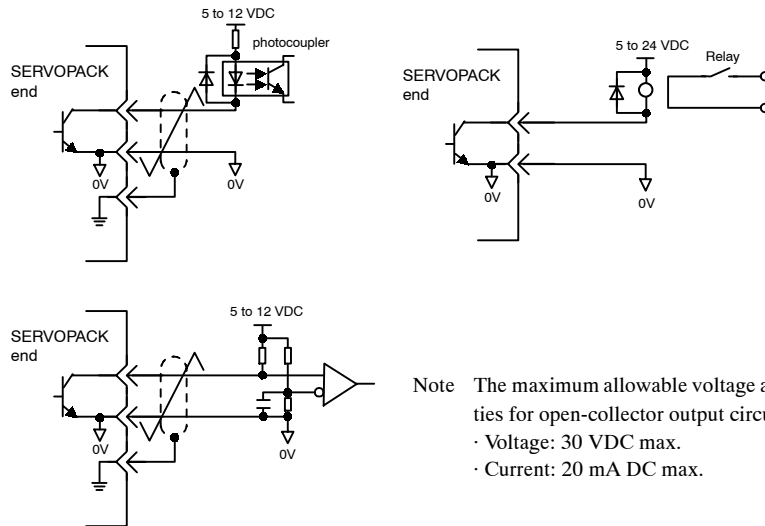 5 to 12 VDC
photocoupler
SERVOPACK
end
0V
0V
5 to 24 VDC
Relay
SERVOPACK
end
0V
0V
5 to 12 VDC
SERVOPACK
end
0V
0V
Note The maximum allowable voltage
ties for open-collector output
· Voltage: 30 VDC max.
· Current: 20 mA DC max.